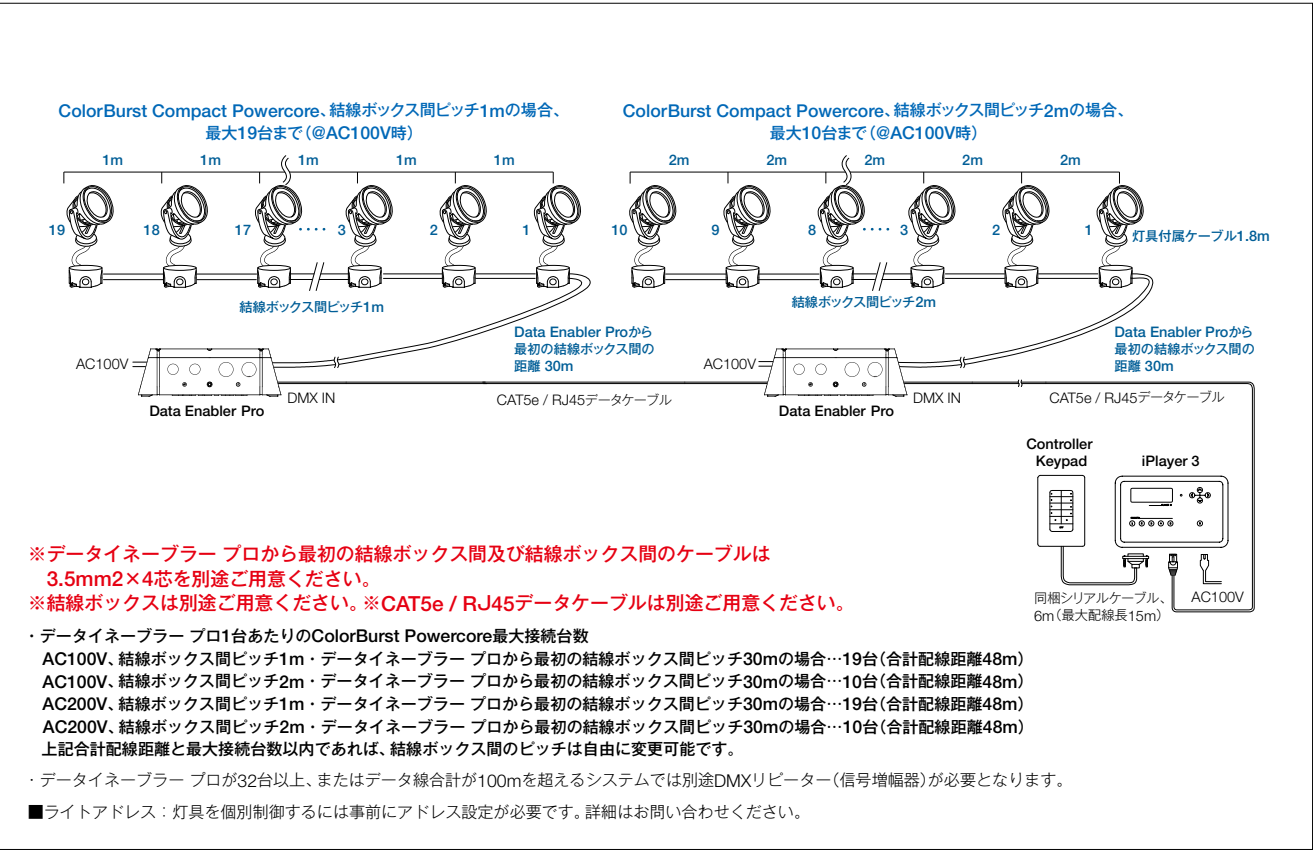 ColorBurst Compact Powercore、結線ボックス間ピッチ1mの場合、
最大19台まで（@AC100V時）
1m 1m 1m 1m 1m
19 18 17 ‥‥ 3 2 1
結線ボックス間ピッチ1m
Data Enabler Proから
最初の結線ボックス間の
距離 30m
AC100V
Data Enabler Pro
DMX IN
CAT5e / RJ45データケーブル
ColorBurst Compact Powercore、結線ボックス間ピッチ2mの場合、
最大10台まで（@AC100V時）
2m 2m 2m 2m 2m
10 9 8 ‥‥ 3 2 1
灯具付属ケーブル1.8m
結線ボックス間ピッチ2m
Data Enabler Proから
最初の結線ボックス間の
距離 30m
AC100V
Data Enabler Pro
DMX IN
CAT5e / RJ45データケーブル
Controller
Keypad
iPlayer 3
同梱シリアルケーブル、
6m（最大配線長15m）
AC100V
※データイネーブラー プロから最初の結線ボックス間及び結線ボックス間のケーブルは
3.5mm2×4芯を別途ご用意ください。
※結線ボックスは別途ご用意ください。※CAT5e / RJ45データケーブルは別途ご用意ください。
・データイネーブラー プロ1台あたりのColorBurst Powercore最大接続台数
AC100V、結線ボックス間ピッチ1m・データイネーブラー プロから最初の結線ボックス間ピッチ30mの場合…19台（合計配線距離48m）
AC100V、結線ボックス間ピッチ2m・データイネーブラー プロから最初の結線ボックス間ピッチ30mの場合…10台（合計配線距離48m）
AC200V、結線ボックス間ピッチ1m・データイネーブラー プロから最初の結線ボックス間ピッチ30mの場合…19台（合計配線距離48m）
AC200V、結線ボックス間ピッチ2m・データイネーブラー プロから最初の結線ボックス間ピッチ30mの場合…10台（合計配線距離48m）
上記合計配線距離と最大接続台数以内であれば、結線ボックス間のピッチは自由に変更可能です。
・データイネーブラー プロが32台以上、またはデータ線合計が100mを超えるシステムでは別途DMXリピーター（信号増幅器）が必要となります。
■ライトアドレス：灯具を個別制御するには事前にアドレス設定が必要です。詳細はお問い合わせください。